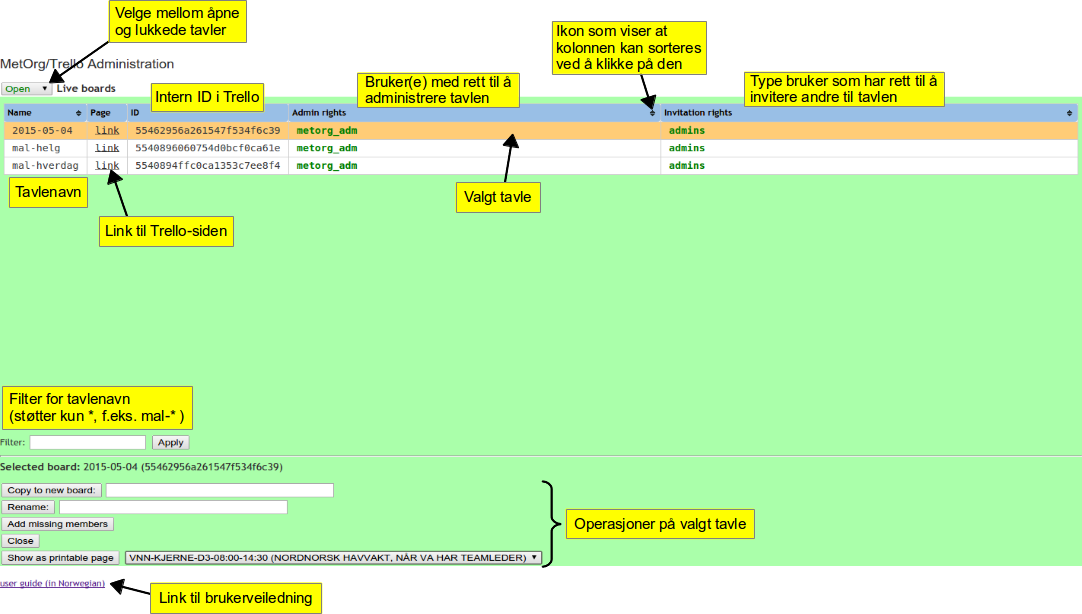 Velge mellom åpne
og lukkede tavler
Ikon som viser at
kolonnen kan sorteres
ved å klikke på den
MetOrg/Trello Administration
Bruker(e) med rett til å
administrere tavlen
Type bruker som har rett til å
invitere andre til tavlen
Open Live boards
Intern ID i Trello
Name Page ID Admin rights Invitation rights
2015-05-04 link 55462956a261547f534f6c39 metorg_adm admins
mal-helg link 5540896060754d0bcf0ca61e metorg_adm admins
mal-hverdag link 5540894ffc0ca1353c7ee8f4 metorg_adm admins
Tavlenavn
Valgt tavle
Link til Trello-siden
Filter for tavlenavn
(støtter kun *, f.eks. mal-* )
Filter: Apply
Selected board: 2015-05-04 (55462956a261547f534f6c39)
Copy to new board:
Rename:
Add missing members
Operasjoner på valgt tavle
Close
Show as printable page VNN-KJERNE-D3-08:00-14:30 (NORDNORSK HAVVAKT, NÅR VA HAR TEAMLEDER)
user guide (in Norwegian)
Link til brukerveiledning